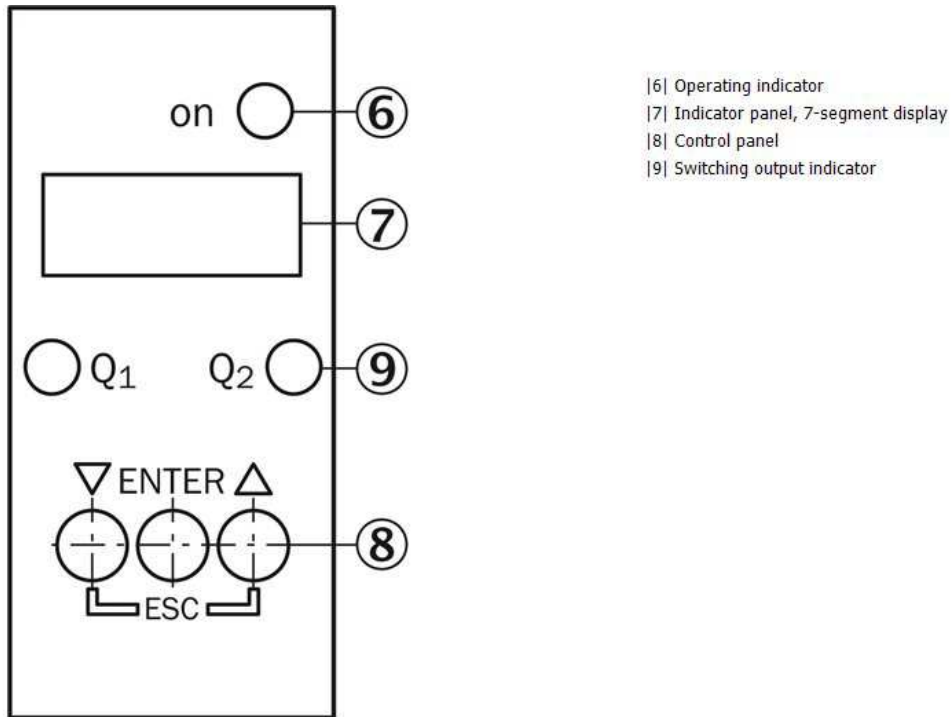 on
⑥
⑦
Q1 Q2
⑨
▽ ENTER △
⑧
ESC
|6| Operating indicator
|7| Indicator panel, 7-segment display
|8| Control panel
|9| Switching output indicator